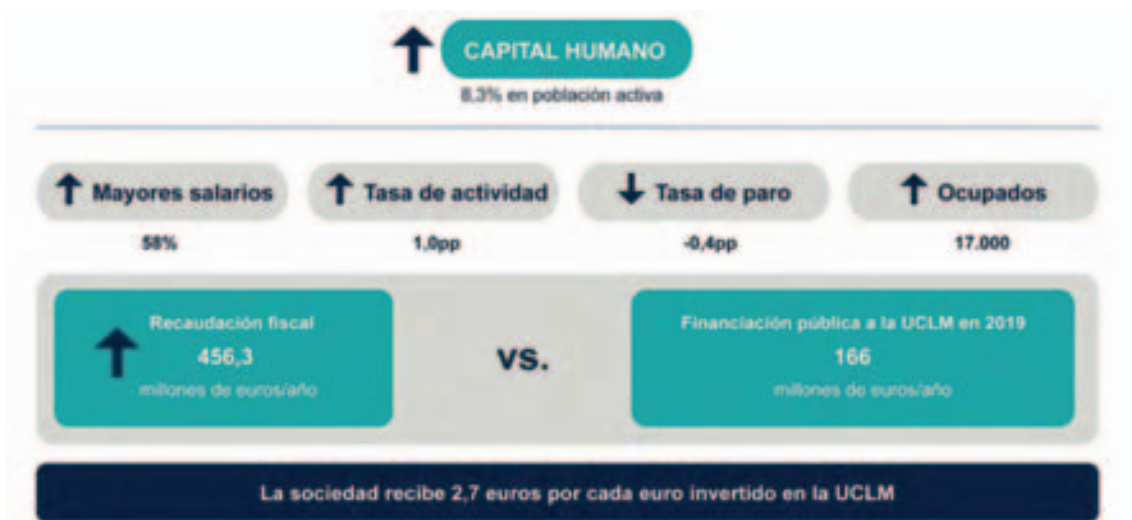 CAPITAL HUMANO
8,3% en población activa
Mayores salarios
Tasa de actividad
Tasa de paro
Ocupados
58%
1,0pp
-0,4pp
17.000
Recaudación fiscal
456,3
millones de euros/año
vs.
Financiación pública a la UCLM en 2019
166
millones de euros/año
La sociedad recibe 2,7 euros por cada euro invertido en la UCLM